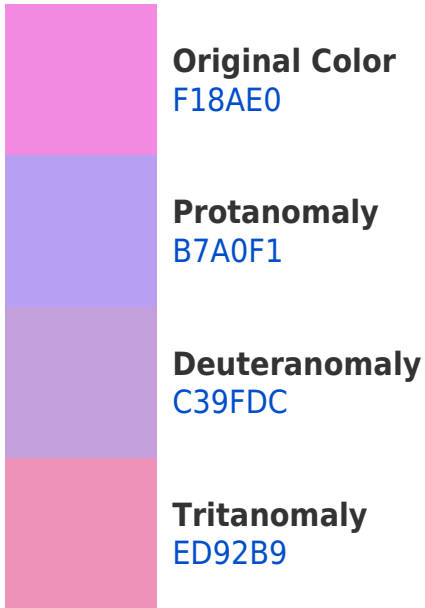 Original Color
F18AE0
Protanomaly
B7A0F1
Deuteranomaly
C39FDC
Tritanomaly
ED92B9